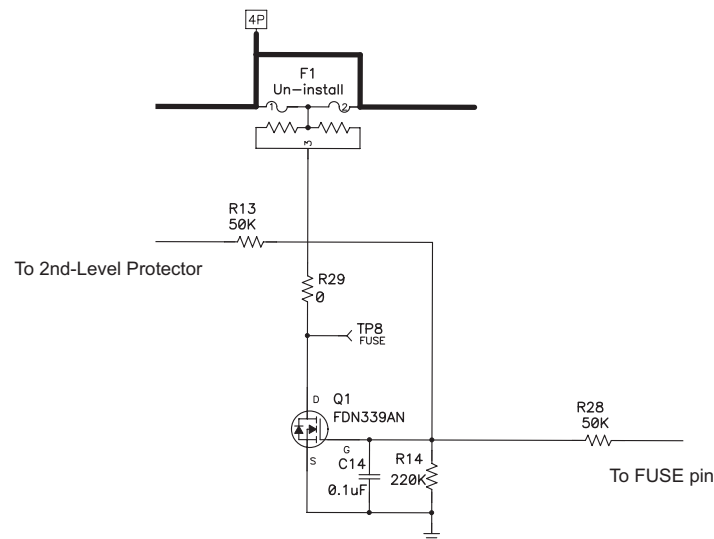 4P
F1
Un-install
1
2
3
R13
50K
To 2nd-Level Protector
R29
0
TP8
FUSE
D
Q1
FDN339AN
G
S
C14
0.1uF
R14
220K
R28
50K
To FUSE pin